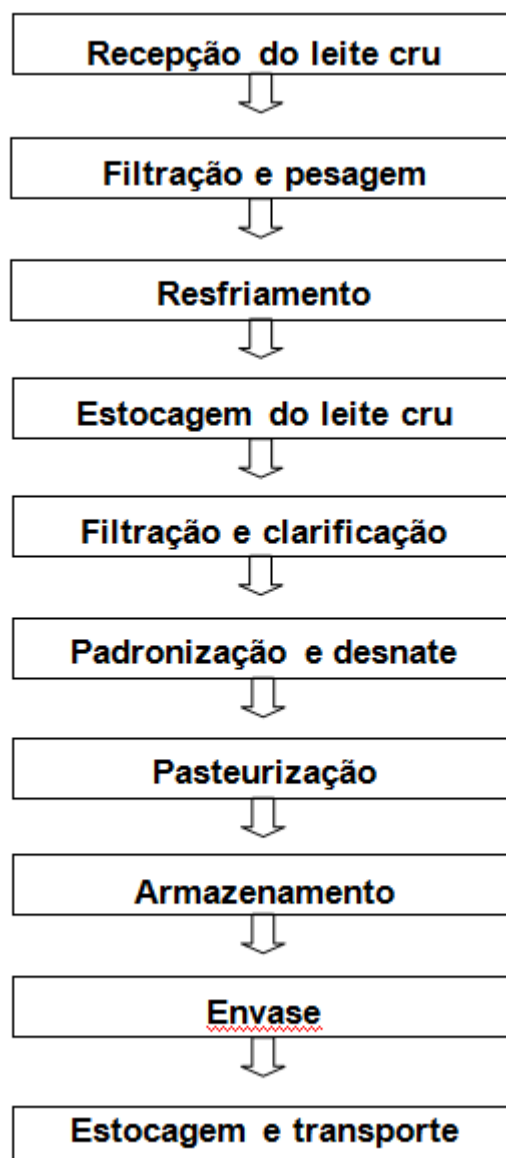 Recepção do leite cru
Filtração e pesagem
Resfriamento
Estocagem do leite cru
Filtração e clarificação
Padronização e desnate
Pasteurização
Armazenamento
Envase
Estocagem e transporte